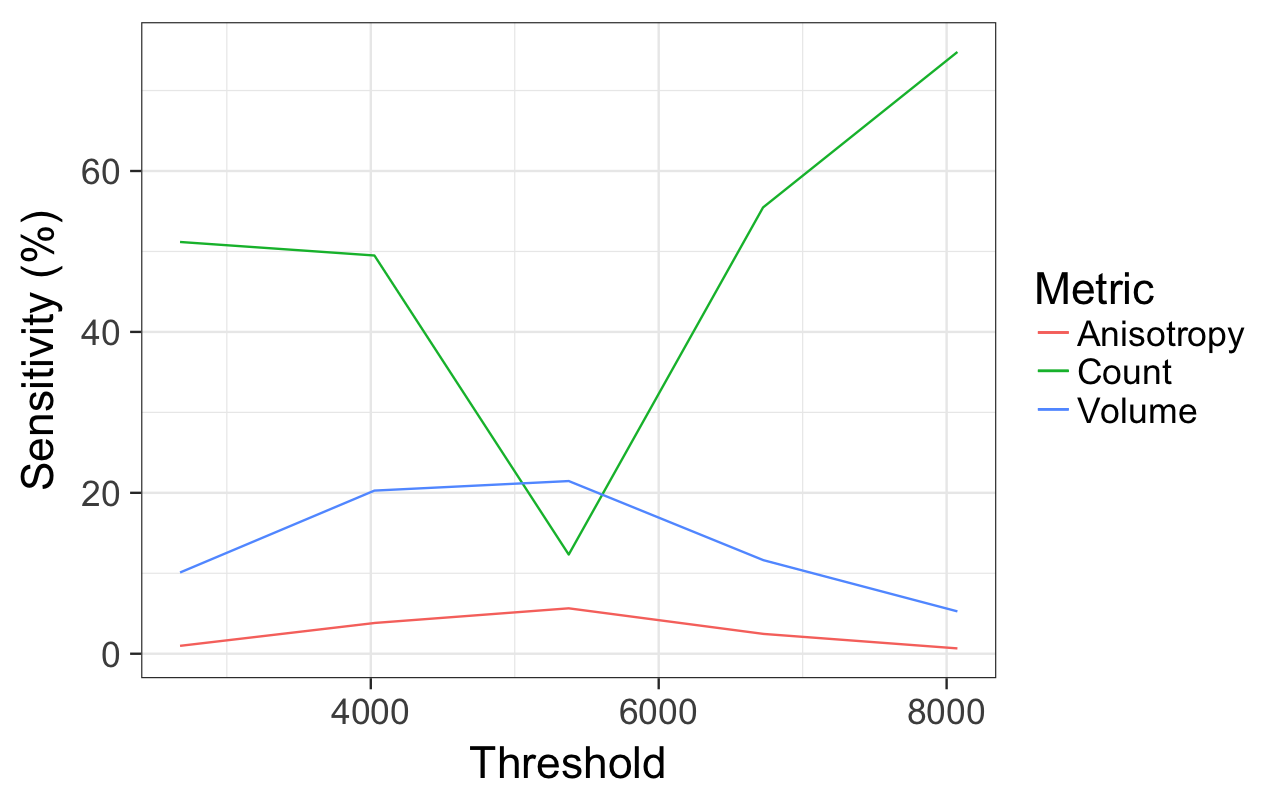 Sensitivity (%)
60
40
20
0
4000 6000 8000
Threshold
Metric
Anisotropy
Count
Volume